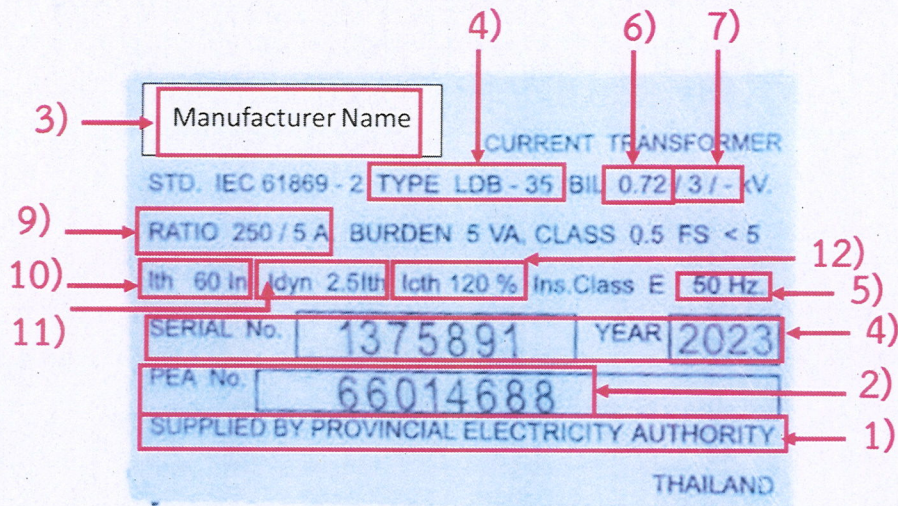 4) 6) 7)
3) Manufacturer Name
CURRENT TRANSFORMER
STD. IEC 61869 - 2 TYPE LDB - 35 BIL 0.72 / 3 / - kV.
9) RATIO 250 / 5 A BURDEN 5 VA. CLASS 0.5 FS < 5
12)
10) Ith 60 In Idyn 2.5Ith Icth 120 % Ins.Class E 50 Hz. 5)
11) SERIAL No. 1375891 YEAR 2023 4)
PEA No. 66014688 2)
SUPPLIED BY PROVINCIAL ELECTRICITY AUTHORITY 1)
THAILAND